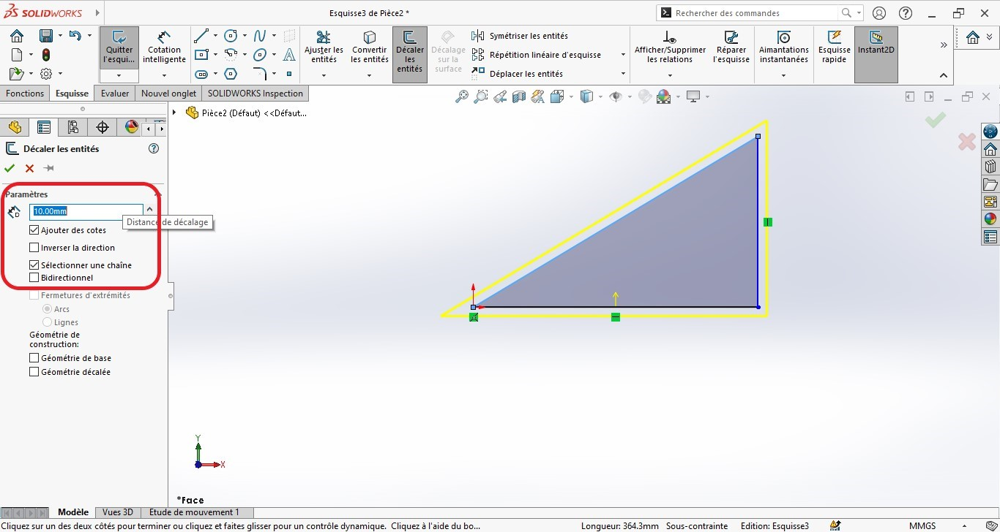 SOLIDWORKS
Esquisse3 de Pièce2 *
Rechercher des commandes
Quitter l'esqui...
Cotation intelligente
Ajuster les entités
Convertir les entités
Décaler les entités
Décalage sur la surface
Symétriser les entités
Répétition linéaire d'esquisse
Déplacer les entités
Afficher/Supprimer les relations
Réparer l'esquisse
Aimantations instantanées
Esquisse rapide
Instant2D
Fonctions
Esquisse
Evaluer
Nouvel onglet
SOLIDWORKS Inspection
Pièce2 (Défaut) <<Défaut...
Décaler les entités
Paramètres
10.00mm
Distance de décalage
Ajouter des cotes
Inverser la direction
Sélectionner une chaîne
Bidirectionnel
Fermetures d'extrémités
Arcs
Lignes
Géométrie de
construction:
Géométrie de base
Géométrie décalée
Y
X
*Face
Modèle
Vues 3D
Etude de mouvement 1
Cliquez sur un des deux côtés pour terminer ou cliquez et faites glisser pour un contrôle dynamique. Cliquez à l'aide du bo...
Longueur: 364.3mm
Sous-contrainte
Edition: Esquisse3
MMGS